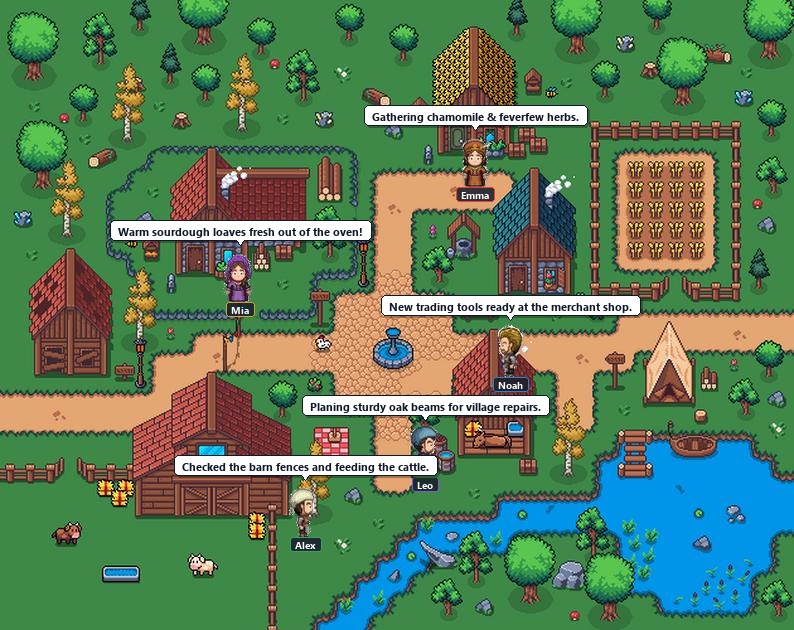 Gathering chamomile & feverfew herbs.
Emma
Warm sourdough loaves fresh out of the oven!
Mia
New trading tools ready at the merchant shop.
Noah
Planing sturdy oak beams for village repairs.
Leo
Checked the barn fences and feeding the cattle.
Alex